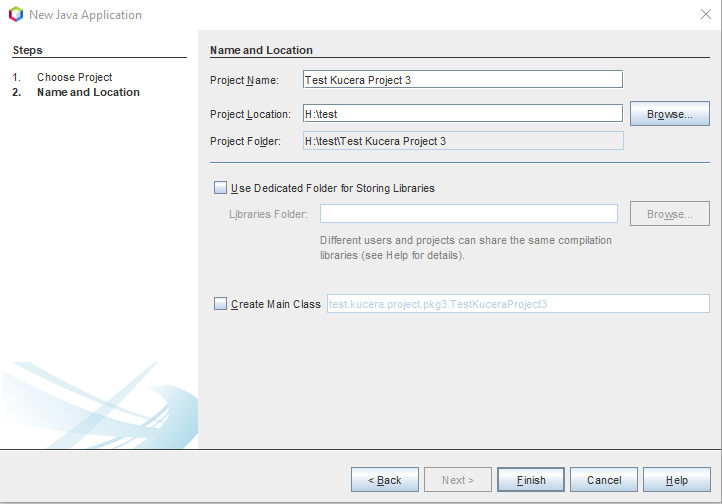 New Java Application
Steps
1. Choose Project
2. Name and Location
Name and Location
Project Name: Test Kucera Project 3
Project Location: H:\test Browse...
Project Folder: H:\test\Test Kucera Project 3
Use Dedicated Folder for Storing Libraries
Libraries Folder: Browse...
Different users and projects can share the same compilation
libraries (see Help for details).
Create Main Class test.kucera.project.pkg3.TestKuceraProject3
< Back Next > Finish Cancel Help